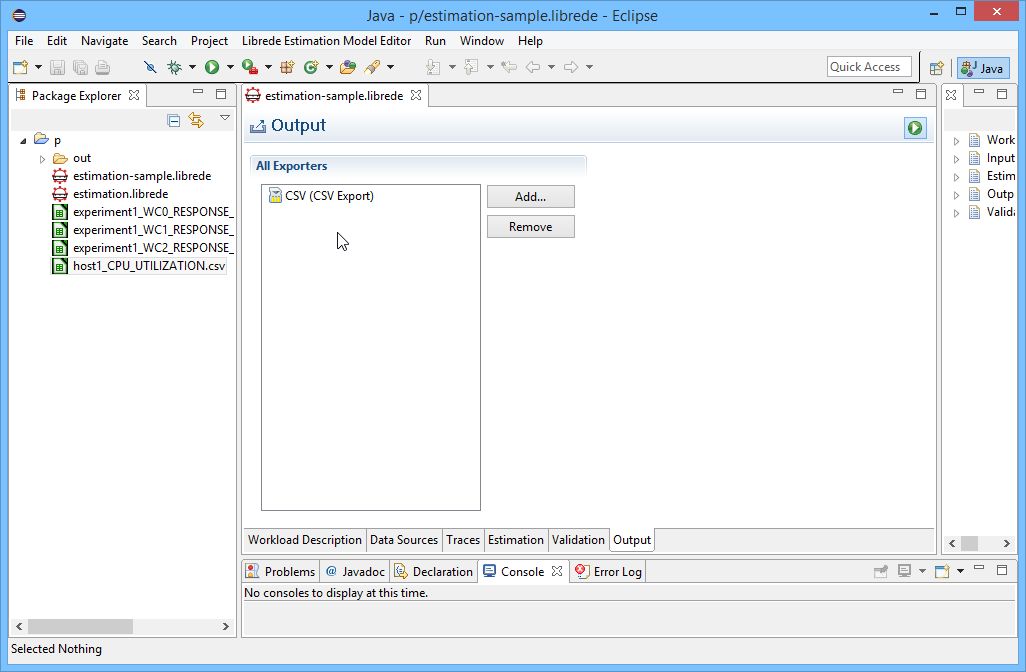 Java - p/estimation-sample.librede - Eclipse
File Edit Navigate Search Project Librede Estimation Model Editor Run Window Help
Quick Access Java
Package Explorer
p
out
estimation-sample.librede
estimation.librede
experiment1_WC0_RESPONSE_
experiment1_WC1_RESPONSE_
experiment1_WC2_RESPONSE_
host1_CPU_UTILIZATION.csv
estimation-sample.librede
Output
All Exporters
CSV (CSV Export)
Add...
Remove
Workload Description Data Sources Traces Estimation Validation Output
Work
Input
Estim
Outp
Valida
Problems @ Javadoc Declaration Console Error Log
No consoles to display at this time.
Selected Nothing